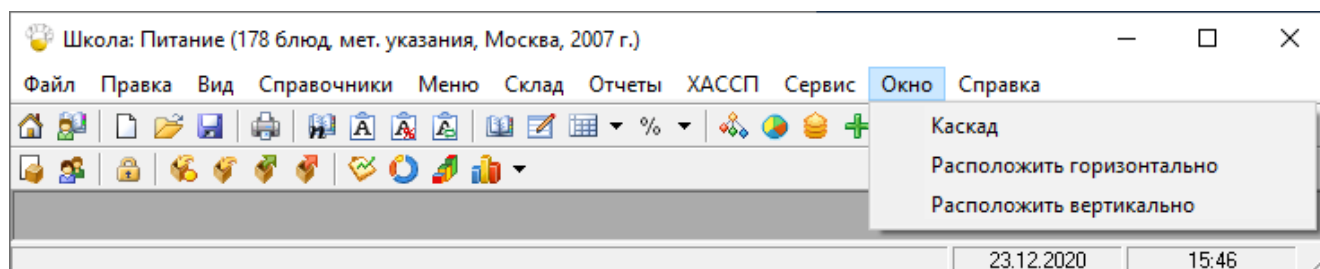 Школа: Питание (178 блюд, мет. указания, Москва, 2007 г.)
Файл Правка Вид Справочники Меню Склад Отчеты ХАССП Сервис Окно Справка
%
Каскад
Расположить горизонтально
Расположить вертикально
23.12.2020 15:46